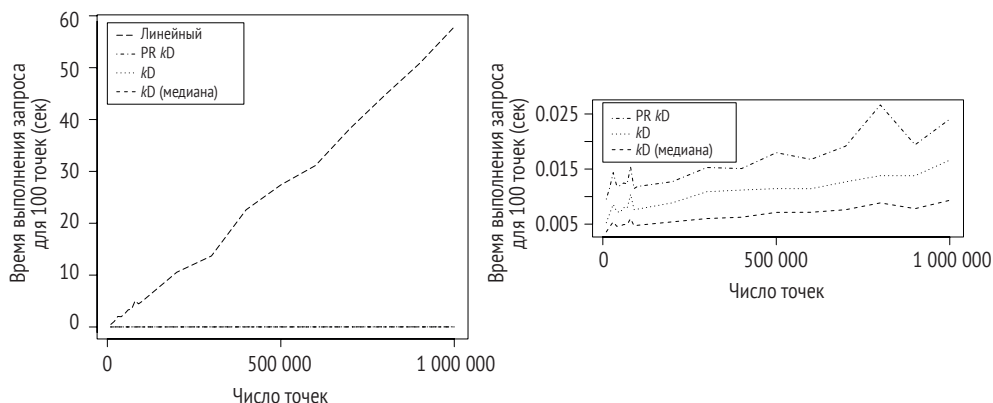 Время выполнения запроса
для 100 точек (сек)
60
50
40
30
20
10
0
Линейный
PR kD
kD
kD (медиана)
0
500 000
1 000 000
Число точек
Время выполнения запроса
для 100 точек (сек)
0.025
0.015
0.005
PR kD
kD
kD (медиана)
0
500 000
1 000 000
Число точек